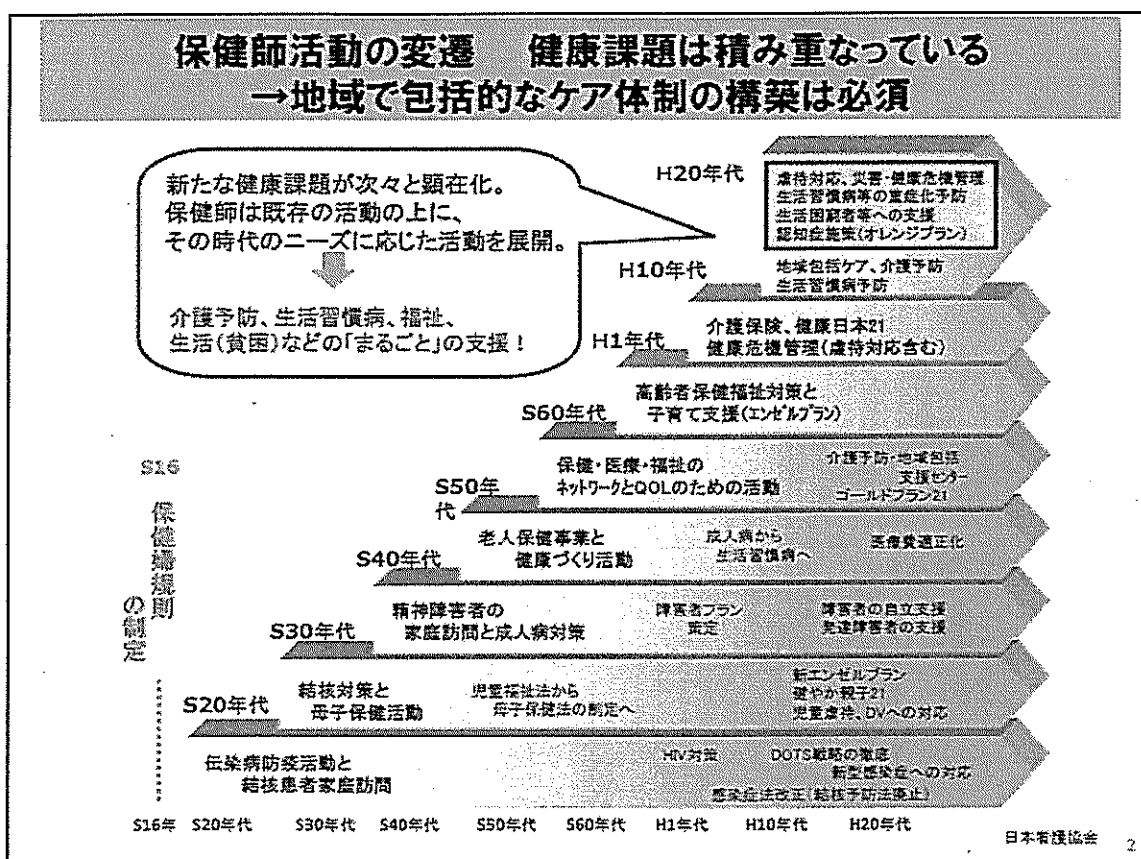 保健師活動の変遷　健康課題は積み重なっている
→地域で包括的なケア体制の構築は必須
新たな健康課題が次々と顕在化。
保健師は既存の活動の上に、
その時代のニーズに応じた活動を展開。
介護予防、生活習慣病、福祉、
生活(貧困)などの「まるごと」の支援！
H20年代
虐待対応、災害・健康危機管理
生活習慣病等の重症化予防
生活困窮者等への支援
認知症施策(オレンジプラン)
H10年代
地域包括ケア、介護予防
生活習慣病予防
H1年代
介護保険、健康日本21
健康危機管理(虐待対応含む)
S60年代
高齢者保健福祉対策と
子育て支援(エンゼルプラン)
S50年
代
保健・医療・福祉の
ネットワークとQOLのための活動
介護予防・地域包括
支援センター
ゴールドプラン21
S40年代
老人保健事業と
健康づくり活動
成人病から
生活習慣病へ
医療費適正化
S30年代
精神障害者の
家庭訪問と成人病対策
障害者プラン
策定
障害者の自立支援
発達障害者の支援
S20年代
結核対策と
母子保健活動
児童福祉法から
母子保健法の制定へ
新エンゼルプラン
健やか親子21
児童虐待、DVへの対応
伝染病防疫活動と
結核患者家庭訪問
HIV対策
DOTS戦略の徹底
新型感染症への対応
感染症法改正(結核予防法廃止)
S16
保健婦規則
の制定
S16年 S20年代 S30年代 S40年代 S50年代 S60年代 H1年代 H10年代 H20年代
日本看護協会 2